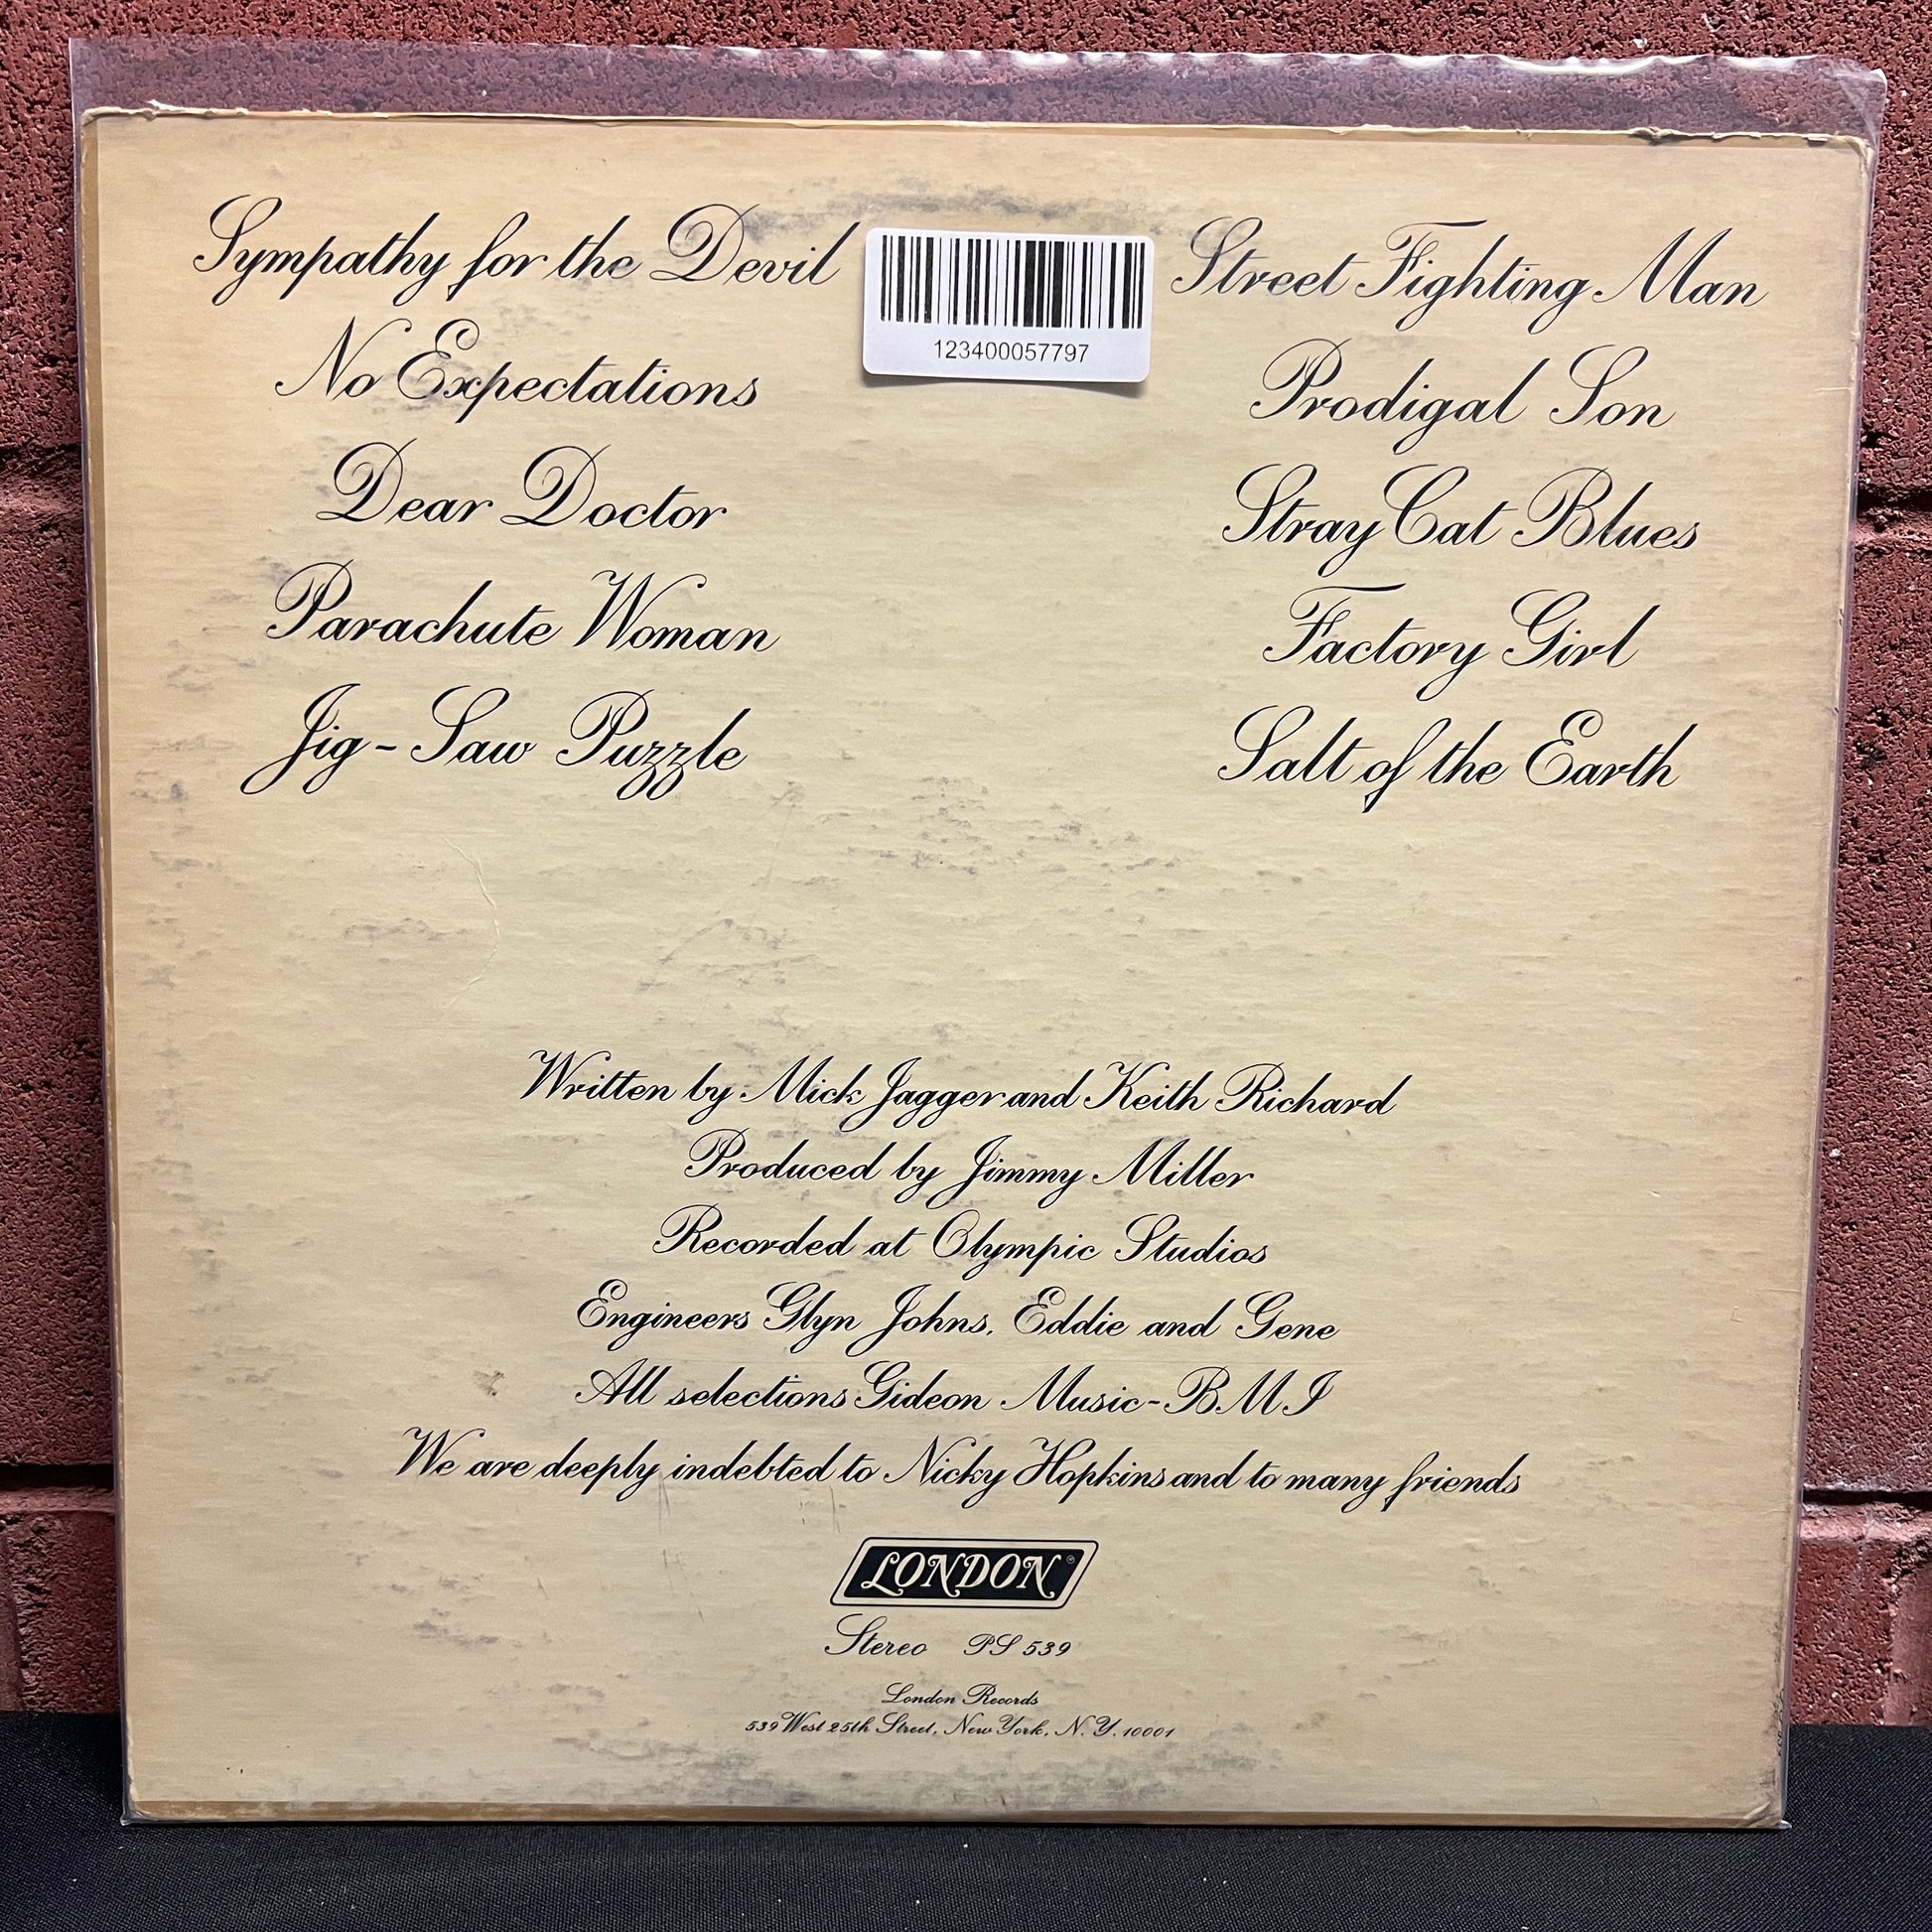 Sympathy for the Devil
No Expectations
Dear Doctor
Parachute Woman
Jig-Saw Puzzle
123400057797
Street Fighting Man
Prodigal Son
Stray Cat Blues
Factory Girl
Salt of the Earth
Written by Mick Jagger and Keith Richard
Produced by Jimmy Miller
Recorded at Olympic Studios
Engineers Glyn Johns. Eddie and Gene
All selections Gideon Music-BMI
We are deeply indebted to Nicky Hopkins and to many friends
LONDON®
Stereo PS 539
London Records
539 West 25th Street, New York, N.Y. 10001